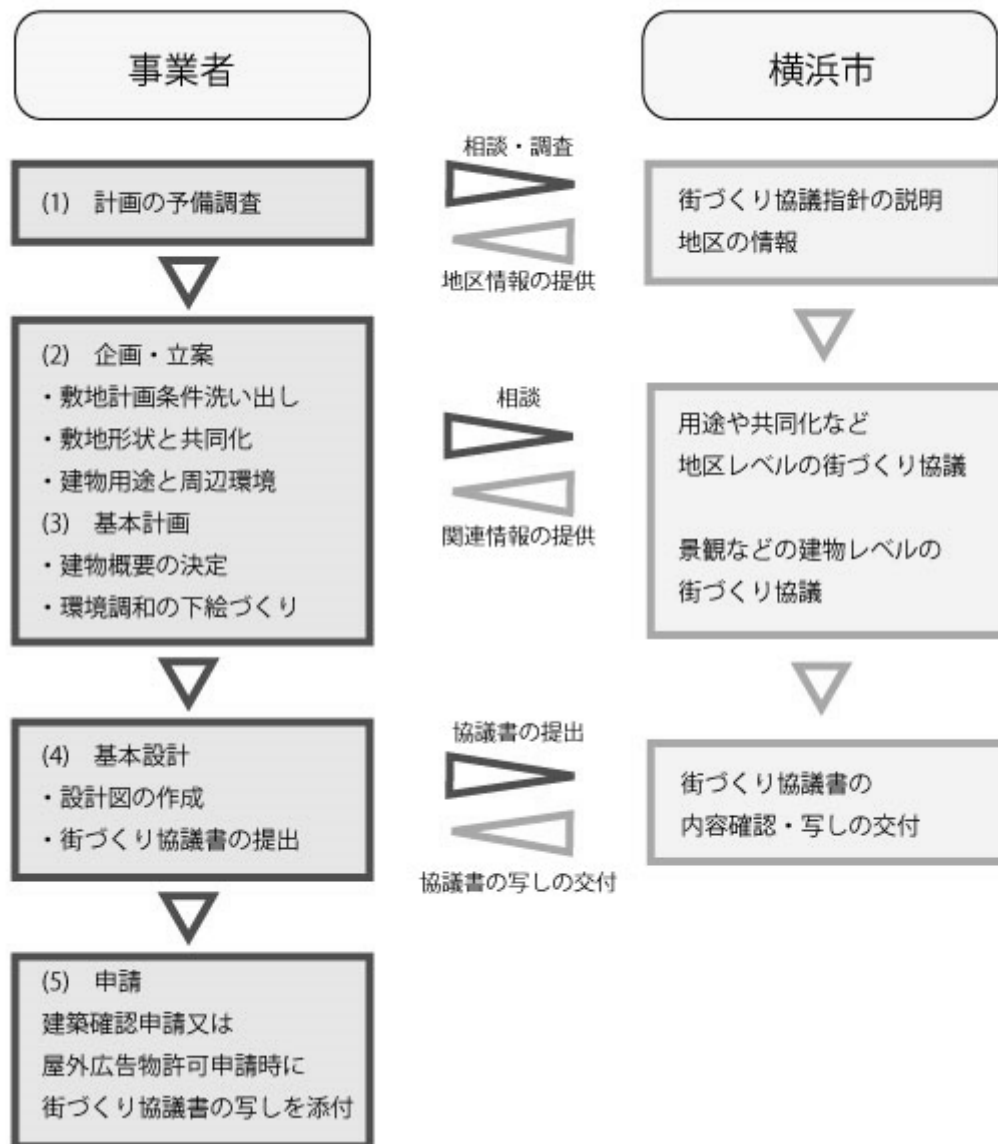 事業者
横浜市
(1) 計画の予備調査
相談・調査
地区情報の提供
街づくり協議指針の説明
地区の情報
(2) 企画・立案
・敷地計画条件洗い出し
・敷地形状と共同化
・建物用途と周辺環境
(3) 基本計画
・建物概要の決定
・環境調和の下絵づくり
相談
関連情報の提供
用途や共同化など
地区レベルの街づくり協議
景観などの建物レベルの
街づくり協議
(4) 基本設計
・設計図の作成
・街づくり協議書の提出
協議書の提出
協議書の写しの交付
街づくり協議書の
内容確認・写しの交付
(5) 申請
建築確認申請又は
屋外広告物許可申請時に
街づくり協議書の写しを添付